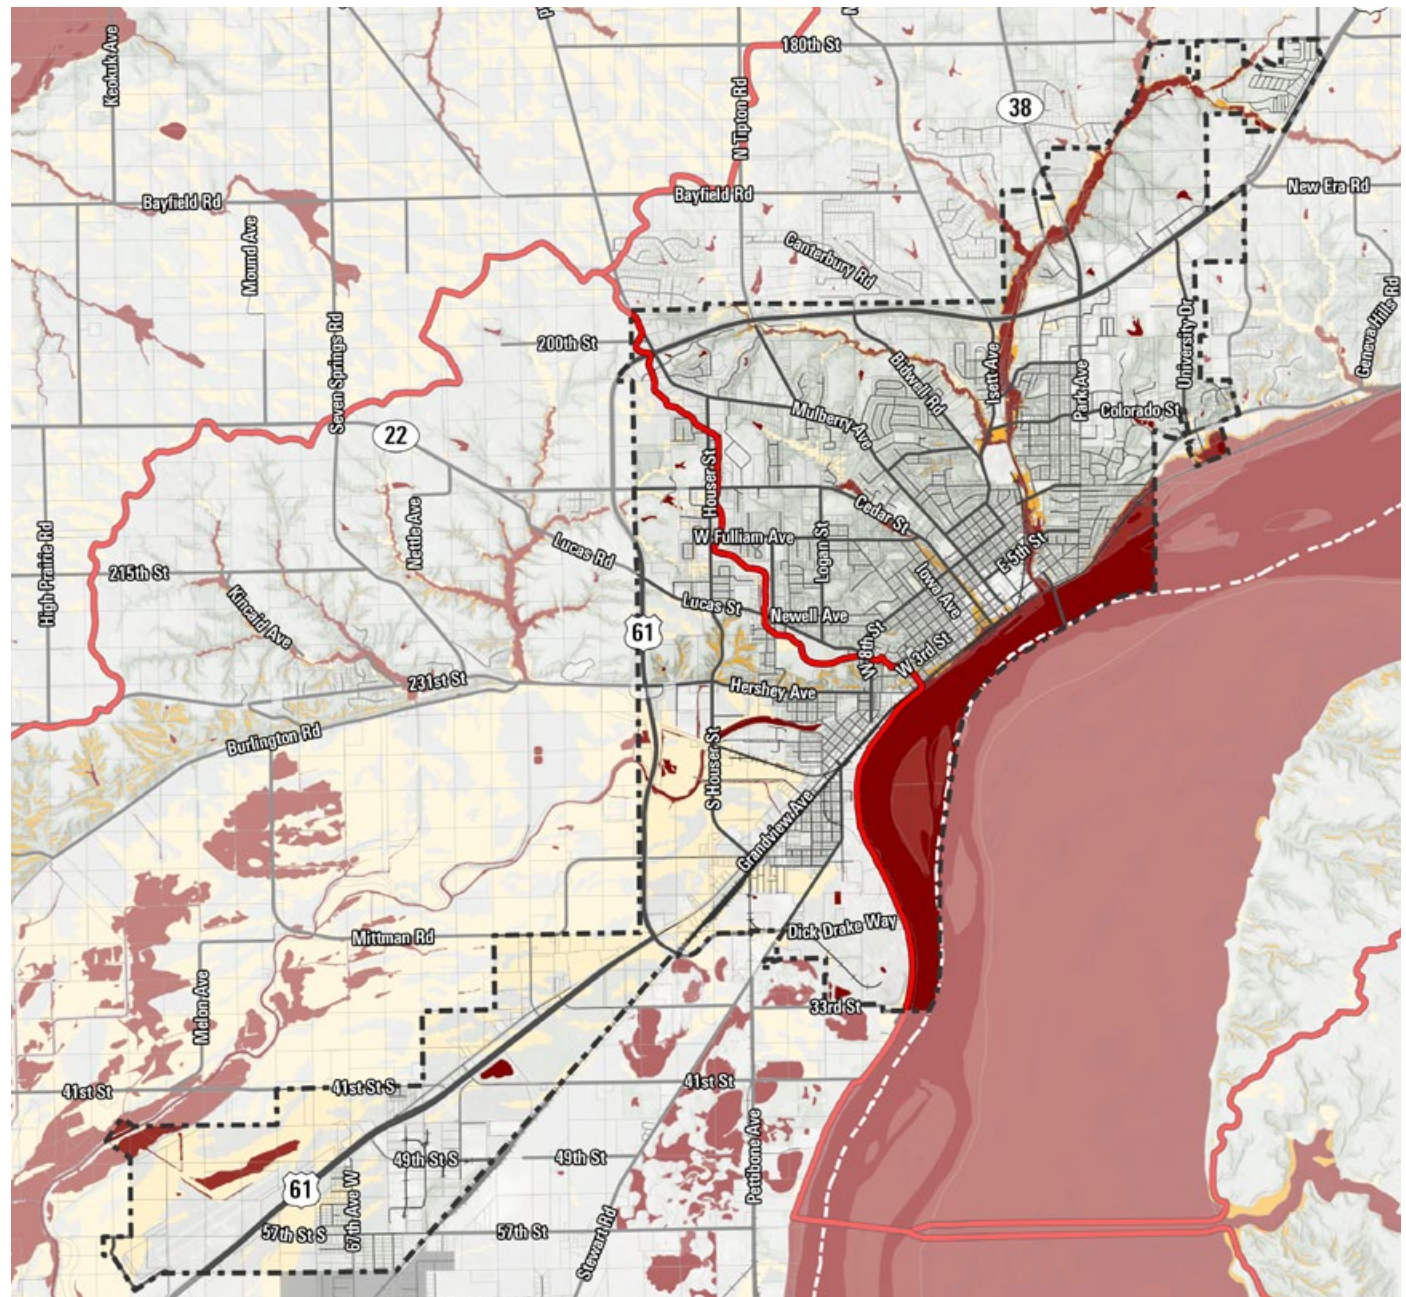 180th St
Keokuk Ave
N Tipton Rd
38
Bayfield Rd
Bayfield Rd
New Era Rd
Mound Ave
Canterbury Rd
Seven Springs Rd
200th St
University Dr
Geneva Hills Rd
Bidwell Rd
Isett Ave
Park Ave
Mulberry Ave
Colorado St
22
Houser St
Cedar St
Nettle Ave
Lucas Rd
W Fulliam Ave
Logan St
E 5th St
High Prairie Rd
215th St
Kincaid Ave
Iowa Ave
Lucas St
Newell Ave
61
W 8th St
W 3rd St
231st St
Hershey Ave
Burlington Rd
S Houser St
Grandview Ave
Mittman Rd
Dick Drake Way
Melon Ave
33rd St
41st St
41st St S
41st St
Pettibone Ave
49th St S
49th St
61
67th Ave W
57th St S
57th St
Stewart Rd